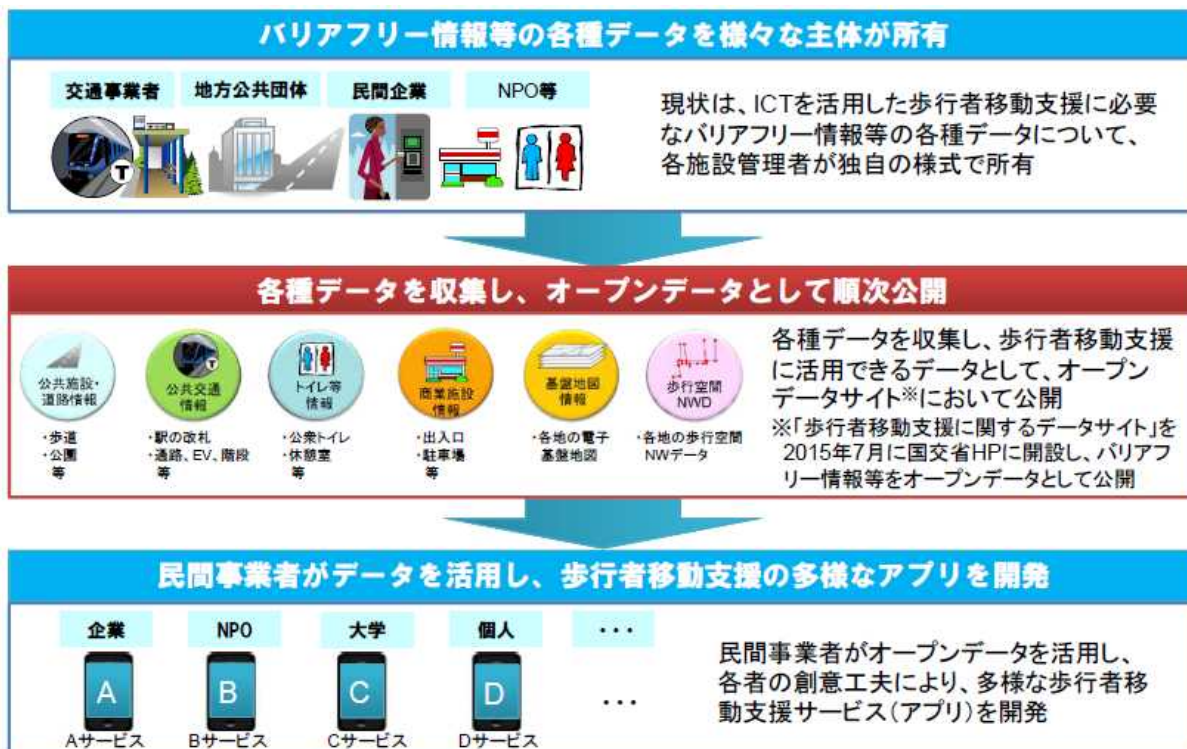 バリアフリー情報等の各種データを様々な主体が所有
交通事業者
地方公共団体
民間企業
NPO等
T
現状は、ICTを活用した歩行者移動支援に必要
なバリアフリー情報等の各種データについて、
各施設管理者が独自の様式で所有
各種データを収集し、オープンデータとして順次公開
公共施設・
道路情報
・歩道
・公園
等
T
公共交通
情報
・駅の改札
・通路、EV、階段
等
トイレ等
情報
・公衆トイレ
・休憩室
等
商業施設
情報
・出入口
・駐車場
等
基盤地図
情報
・各地の電子
基盤地図
歩行空間
NWD
・各地の歩行空間
NWデータ
各種データを収集し、歩行者移動支援
に活用できるデータとして、オープン
データサイト※において公開
※「歩行者移動支援に関するデータサイト」を
2015年7月に国交省HPに開設し、バリアフ
リー情報等をオープンデータとして公開
民間事業者がデータを活用し、歩行者移動支援の多様なアプリを開発
企業
NPO
大学
個人
・・・
A
B
C
D
・・・
Aサービス
Bサービス
Cサービス
Dサービス
民間事業者がオープンデータを活用し、
各者の創意工夫により、多様な歩行者移
動支援サービス(アプリ)を開発